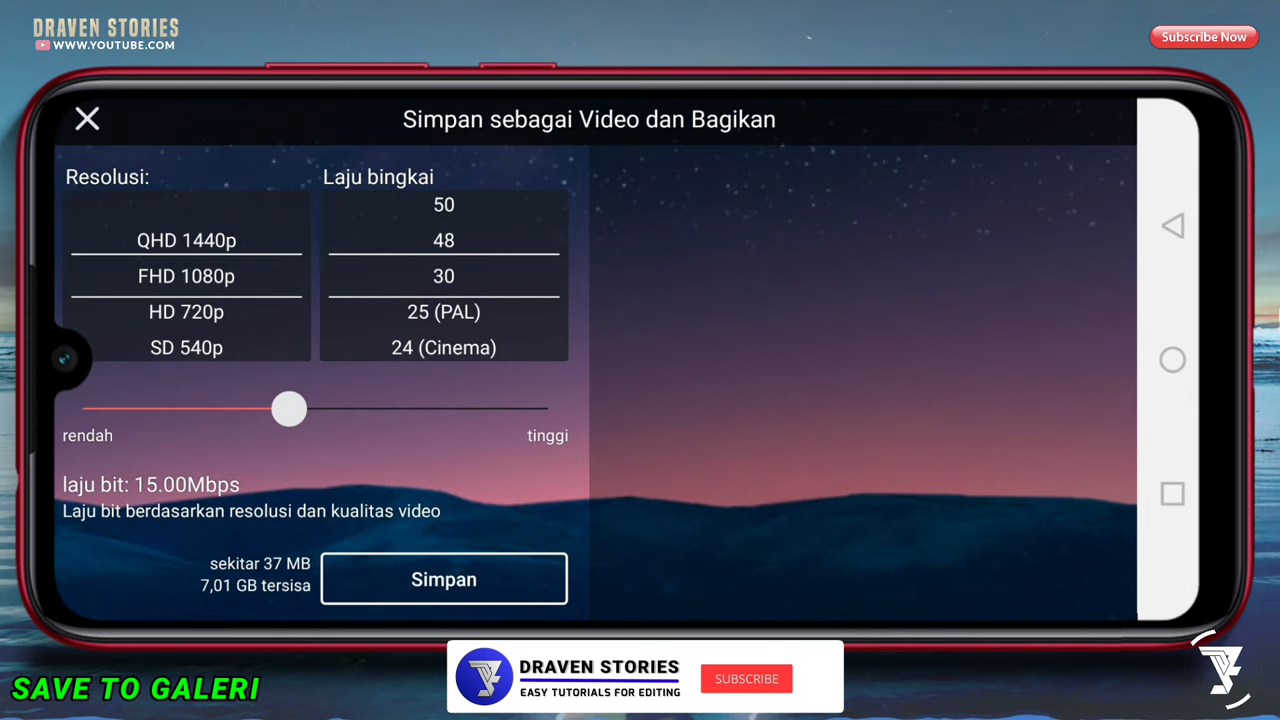 DRAVEN STORIES
WWW.YOUTUBE.COM
Subscribe Now
Simpan sebagai Video dan Bagikan
Resolusi:
Laju bingkai
50
QHD 1440p
48
FHD 1080p
30
HD 720p
25 (PAL)
SD 540p
24 (Cinema)
rendah
tinggi
laju bit: 15.00Mbps
Laju bit berdasarkan resolusi dan kualitas video
sekitar 37 MB
7,01 GB tersisa
Simpan
DRAVEN STORIES
EASY TUTORIALS FOR EDITING
SUBSCRIBE
SAVE TO GALERI